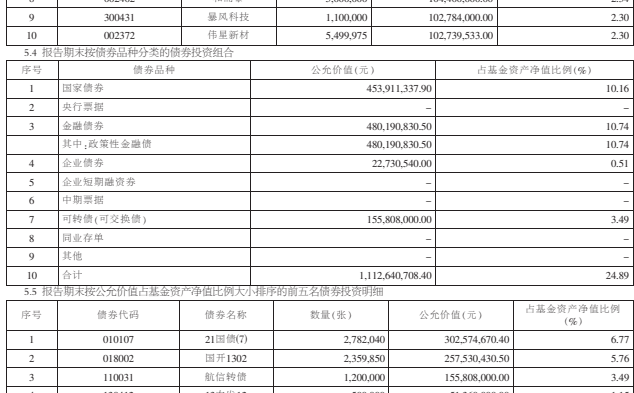 9 300431 暴风科技 1,100,000 102,784,000.00 2.30
10 002372 伟星新材 5,499,975 102,739,533.00 2.30
5.4 报告期末按债券品种分类的债券投资组合
序号 债券品种 公允价值(元) 占基金资产净值比例(%)
1 国家债券 453,911,337.90 10.16
2 央行票据 – –
3 金融债券 480,190,830.50 10.74
其中:政策性金融债 480,190,830.50 10.74
4 企业债券 22,730,540.00 0.51
5 企业短期融资券 – –
6 中期票据 – –
7 可转债(可交换债) 155,808,000.00 3.49
8 同业存单 – –
9 其他 – –
10 合计 1,112,640,708.40 24.89
5.5 报告期末按公允价值占基金资产净值比例大小排序的前五名债券投资明细
序号 债券代码 债券名称 数量(张) 公允价值(元) 占基金资产净值比例
(%)
1 010107 21国债(7) 2,782,040 302,574,670.40 6.77
2 018002 国开1302 2,359,850 257,530,430.50 5.76
3 110031 航信转债 1,200,000 155,808,000.00 3.49